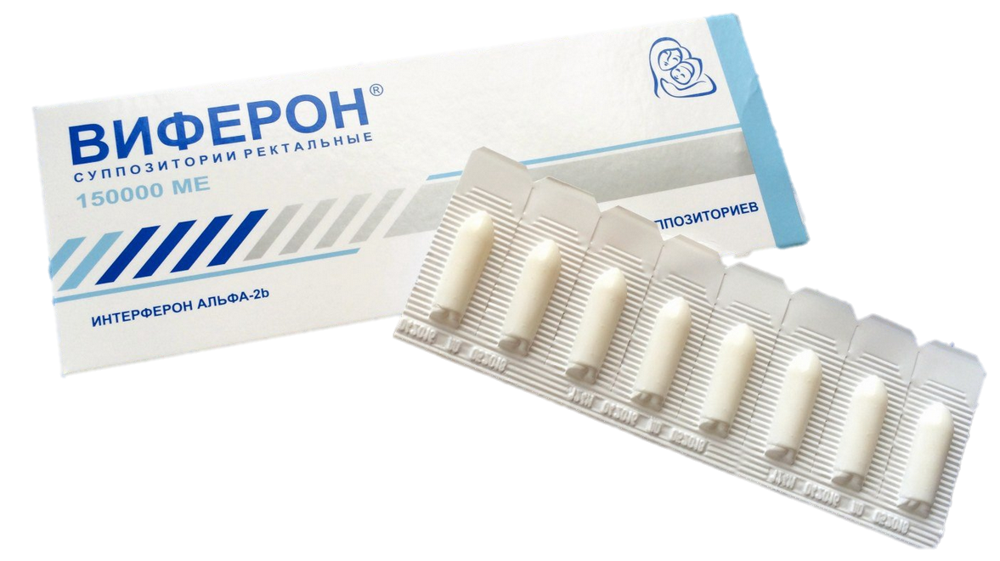 ВИФЕРОН®
СУППОЗИТОРИИ РЕКТАЛЬНЫЕ
150000 МЕ
ППОЗИТОРИЕВ
ИНТЕРФЕРОН АЛЬФА-2b